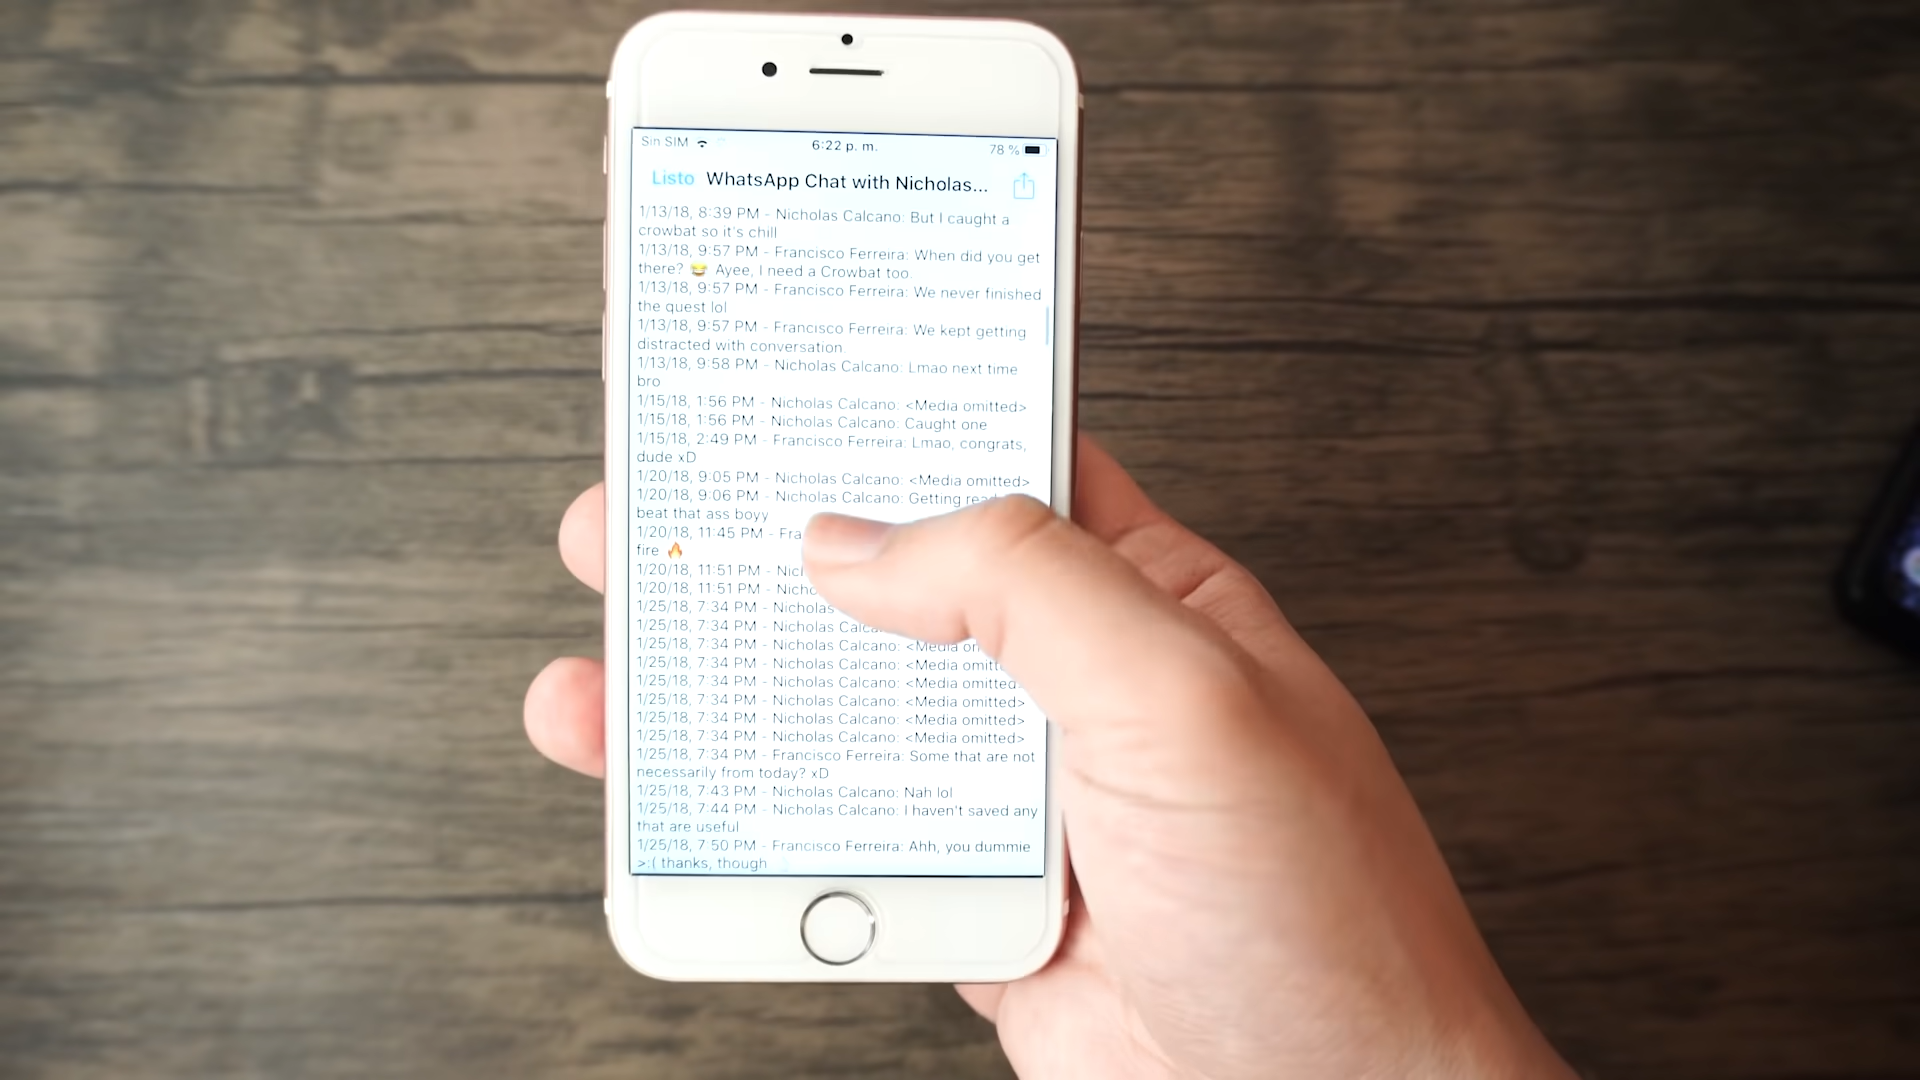 Sin SIM
6:22 p. m.
78 %
Listo
WhatsApp Chat with Nicholas...
1/13/18, 8:39 PM - Nicholas Calcano: But I caught a
crowbat so it's chill
1/13/18, 9:57 PM - Francisco Ferreira: When did you get
there? 😂 Ayee, I need a Crowbat too.
1/13/18, 9:57 PM - Francisco Ferreira: We never finished
the quest lol
1/13/18, 9:57 PM - Francisco Ferreira: We kept getting
distracted with conversation.
1/13/18, 9:58 PM - Nicholas Calcano: Lmao next time
bro
1/15/18, 1:56 PM - Nicholas Calcano: <Media omitted>
1/15/18, 1:56 PM - Nicholas Calcano: Caught one
1/15/18, 2:49 PM - Francisco Ferreira: Lmao, congrats,
dude xD
1/20/18, 9:05 PM - Nicholas Calcano: <Media omitted>
1/20/18, 9:06 PM - Nicholas Calcano: Getting
beat that ass boyy
1/20/18, 11:45 PM - Fra
fire 🔥
1/20/18, 11:51 PM - Nich
1/20/18, 11:51 PM - Nicho
1/25/18, 7:34 PM - Nicholas
1/25/18, 7:34 PM - Nicholas Calca
1/25/18, 7:34 PM - Nicholas Calcano: <Media om
1/25/18, 7:34 PM - Nicholas Calcano: <Media omitt
1/25/18, 7:34 PM - Nicholas Calcano: <Media omitted
1/25/18, 7:34 PM - Nicholas Calcano: <Media omitted>
1/25/18, 7:34 PM - Nicholas Calcano: <Media omitted>
1/25/18, 7:34 PM - Nicholas Calcano: <Media omitted>
1/25/18, 7:34 PM - Francisco Ferreira: Some that are not
necessarily from today? xD
1/25/18, 7:43 PM - Nicholas Calcano: Nah lol
1/25/18, 7:44 PM - Nicholas Calcano: I haven't saved any
that are useful
1/25/18, 7:50 PM - Francisco Ferreira: Ahh, you dummie
>:( thanks, though